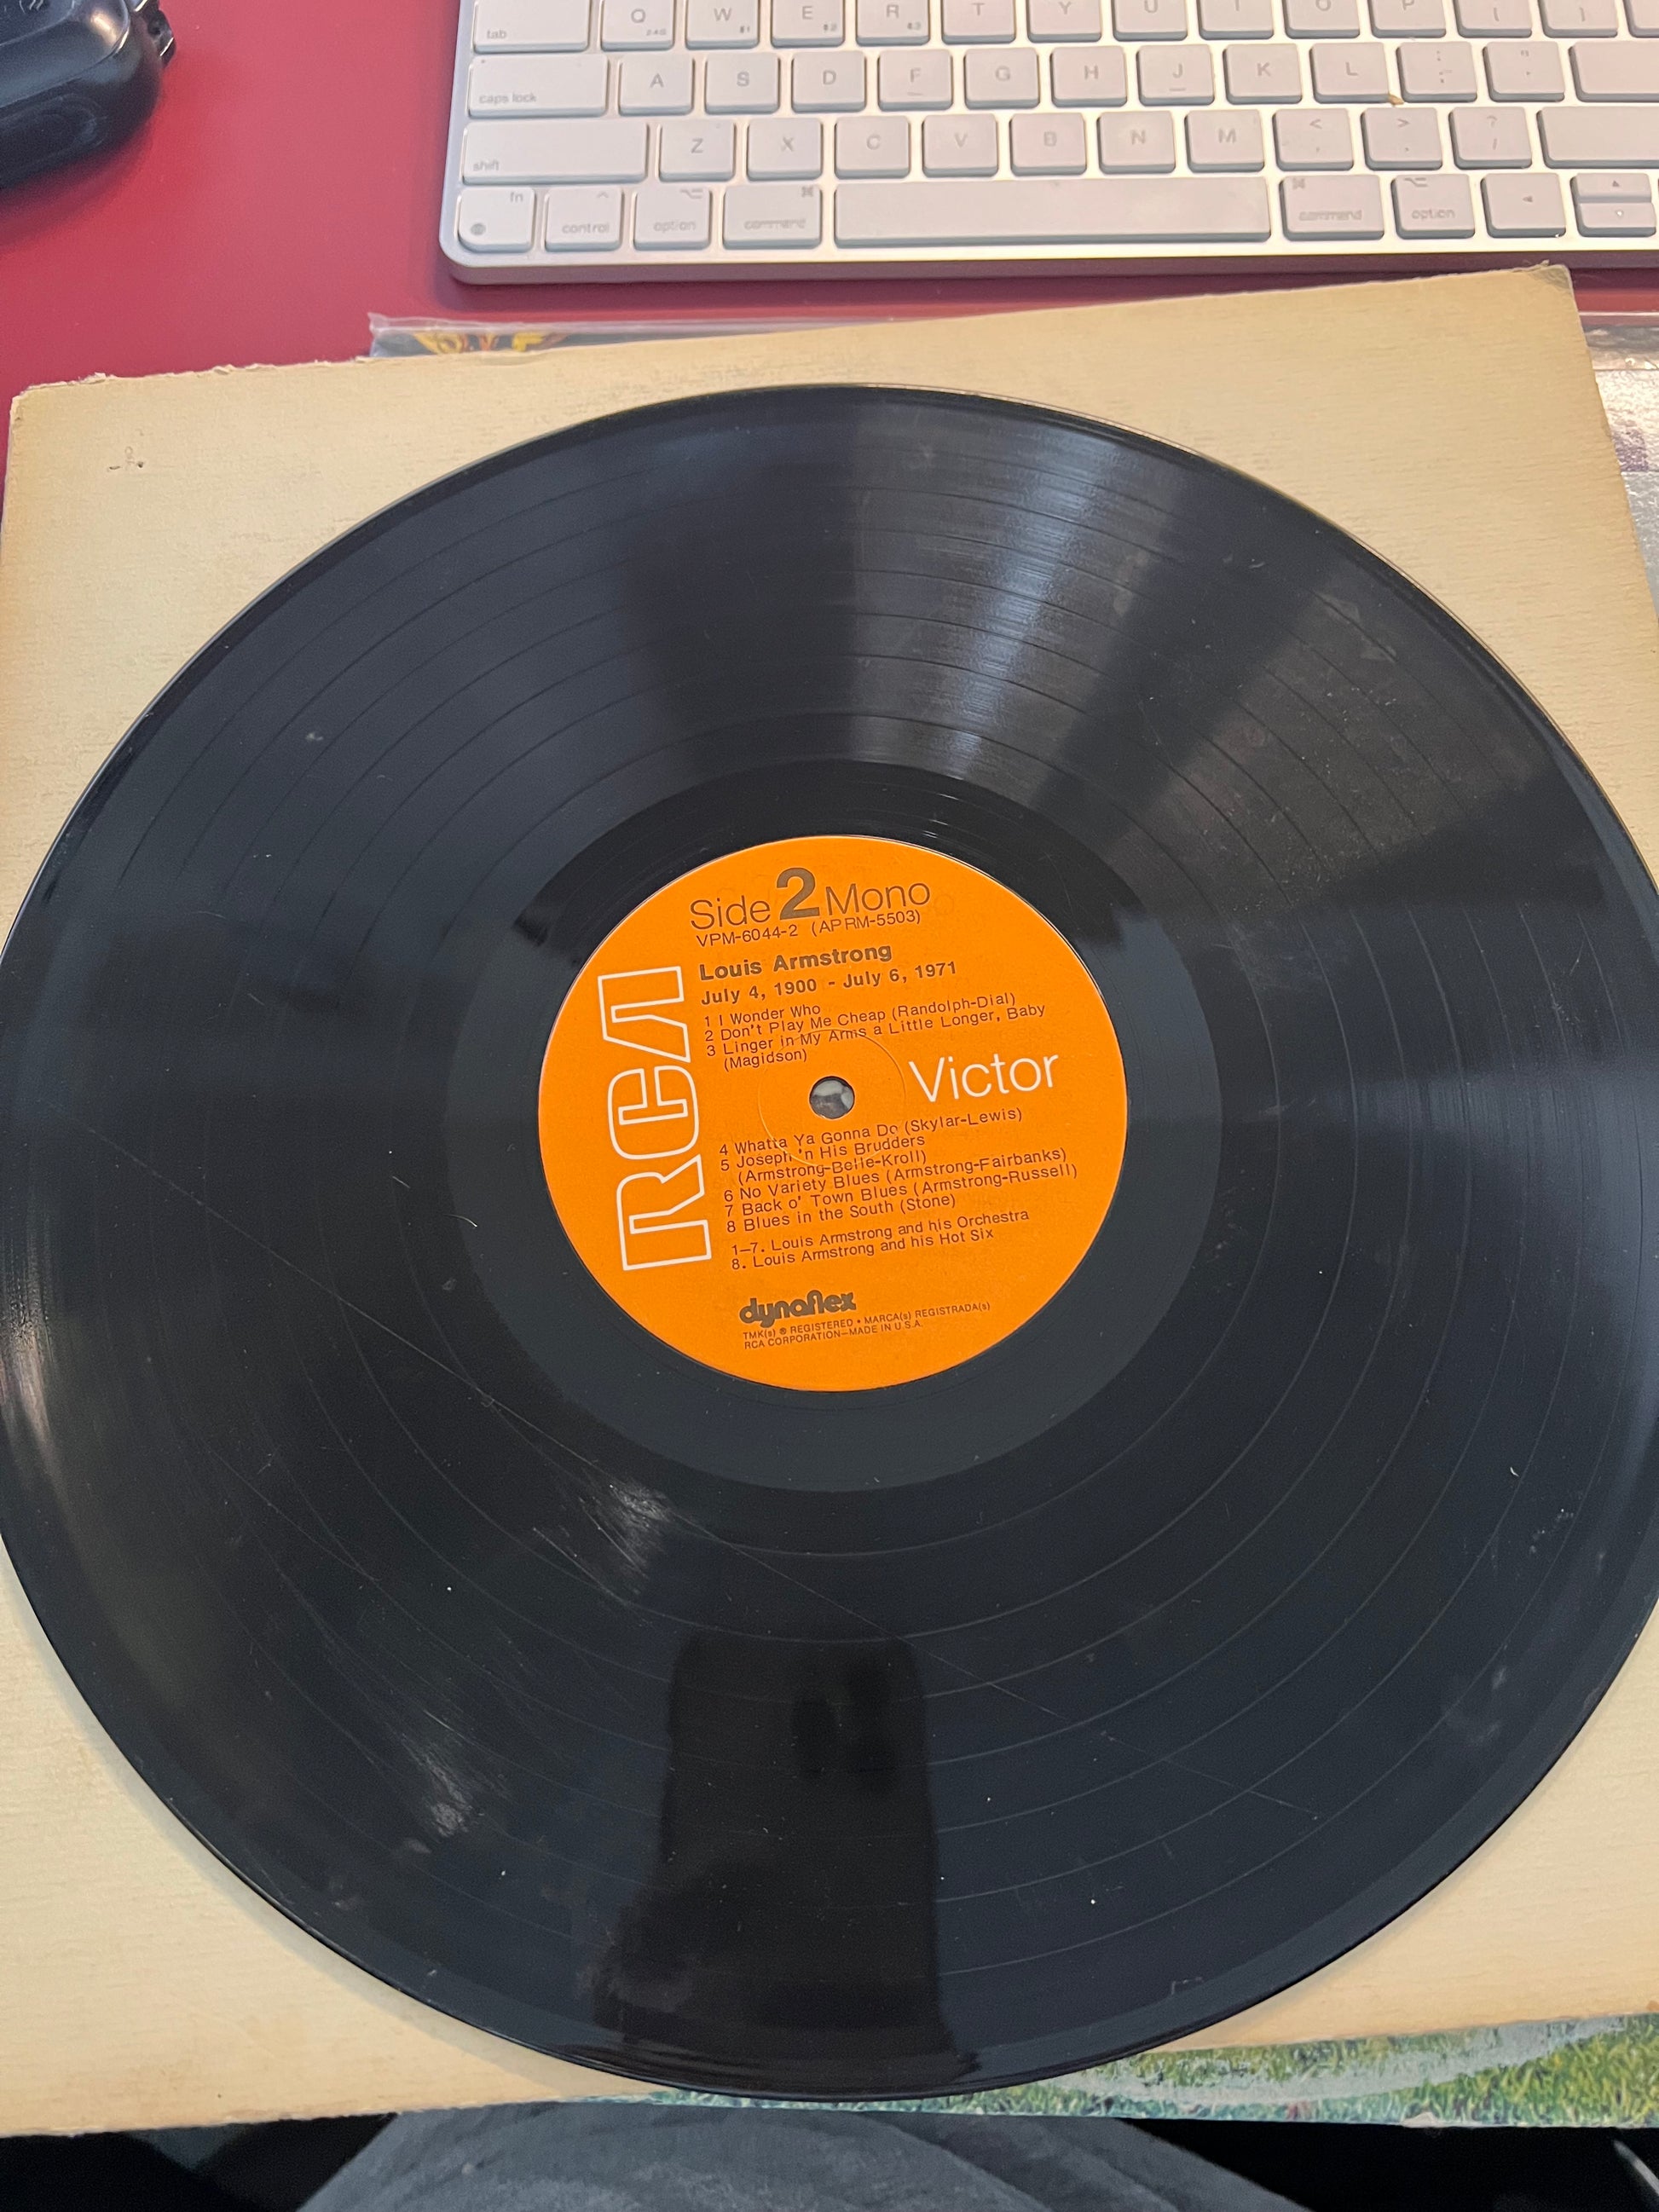 tab
Q W E R T Y U I O P
caps lock A S D F G H J K L
shift Z X C V B N M
fn control option command command option
Side 2 Mono
VPM-6044-2 (APRM-5503)
Louis Armstrong
July 4, 1900 - July 6, 1971
1 I Wonder Who
2 Don't Play Me Cheap (Randolph-Dial)
3 Linger in My Arms a Little Longer, Baby
(Magidson)
RCA
Victor
4 Whatta Ya Gonna Do (Skylar-Lewis)
5 Joseph 'n His Brudders
(Armstrong-Belle-Kroll)
6 No Variety Blues (Armstrong-Fairbanks)
7 Back o' Town Blues (Armstrong-Russell)
8 Blues in the South (Stone)
1–7. Louis Armstrong and his Orchestra
8. Louis Armstrong and his Hot Six
dynaflex
TMK(s) ® REGISTERED • MARCA(s) REGISTRADA(s)
RCA CORPORATION—MADE IN U.S.A.